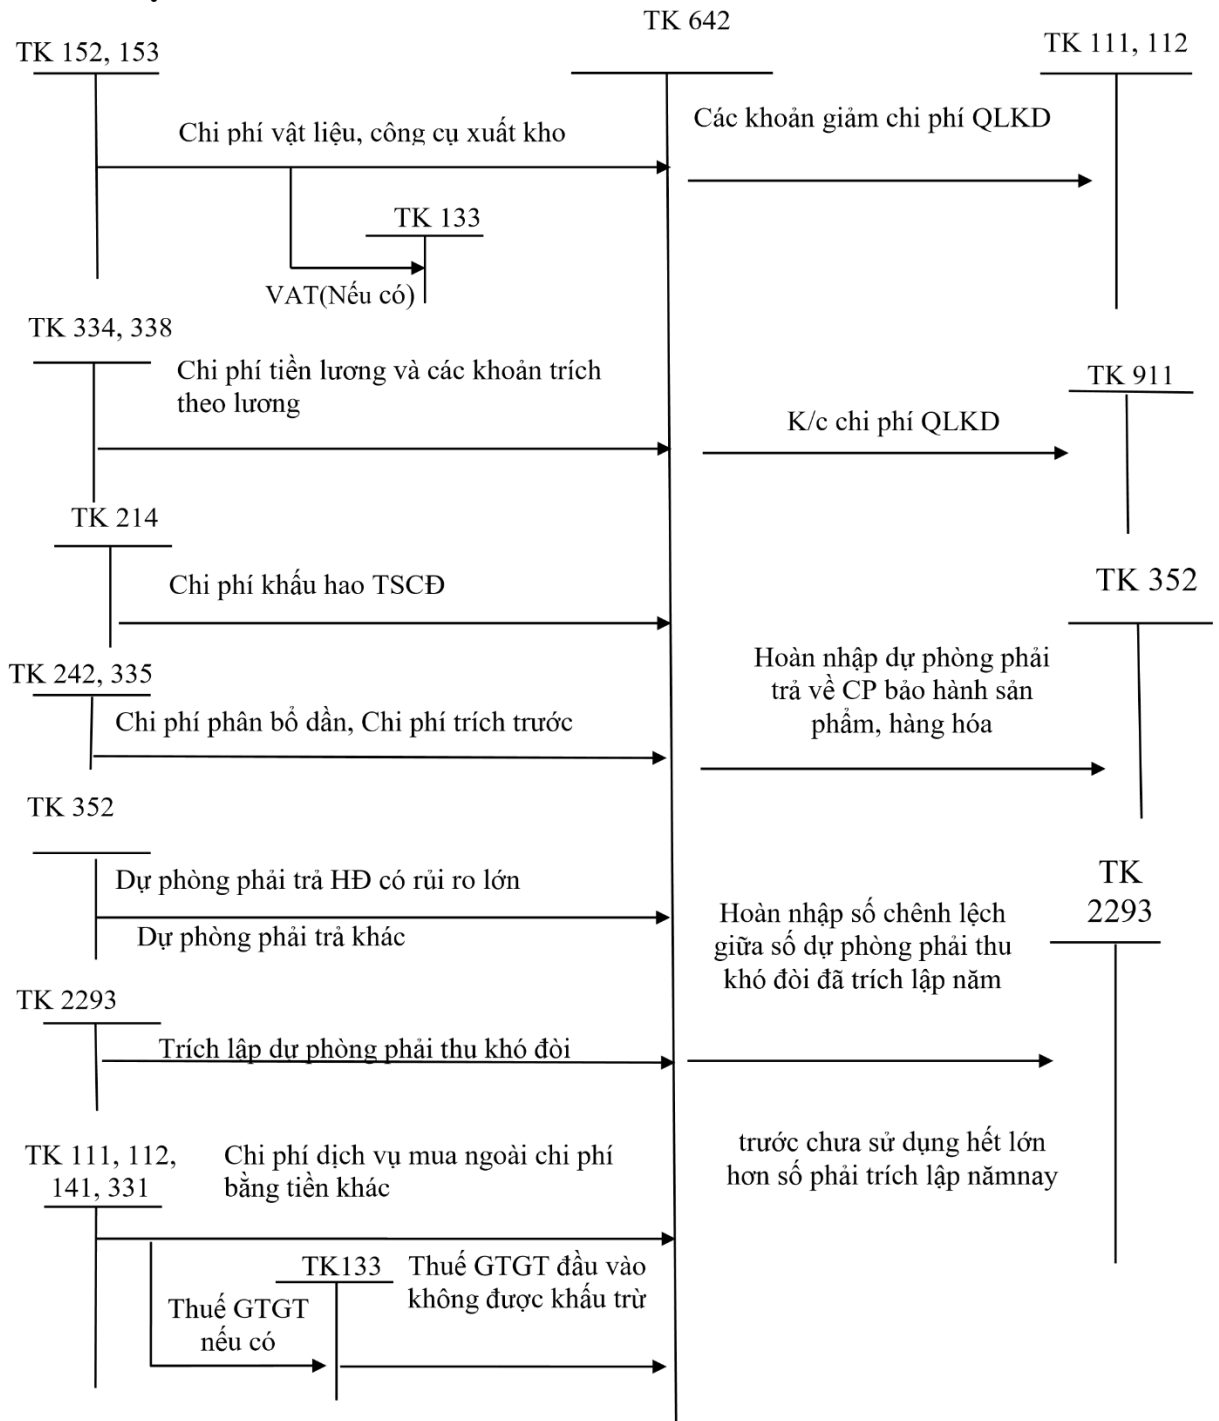 TK 642
TK 152, 153
TK 111, 112
Chi phí vật liệu, công cụ xuất kho
Các khoản giảm chi phí QLKD
TK 133
VAT(Nếu có)
TK 334, 338
Chi phí tiền lương và các khoản trích
theo lương
TK 911
K/c chi phí QLKD
TK 214
Chi phí khấu hao TSCĐ
TK 352
TK 242, 335
Chi phí phân bổ dần, Chi phí trích trước
Hoàn nhập dự phòng phải
trả về CP bảo hành sản
phẩm, hàng hóa
TK 352
Dự phòng phải trả HĐ có rủi ro lớn
Dự phòng phải trả khác
TK
2293
Hoàn nhập số chênh lệch
giữa số dự phòng phải thu
khó đòi đã trích lập năm
TK 2293
Trích lập dự phòng phải thu khó đòi
trước chưa sử dụng hết lớn
hơn số phải trích lập nămnay
TK 111, 112,
141, 331
Chi phí dịch vụ mua ngoài chi phí
bằng tiền khác
TK133
Thuế GTGT đầu vào
không được khấu trừ
Thuế GTGT
nếu có